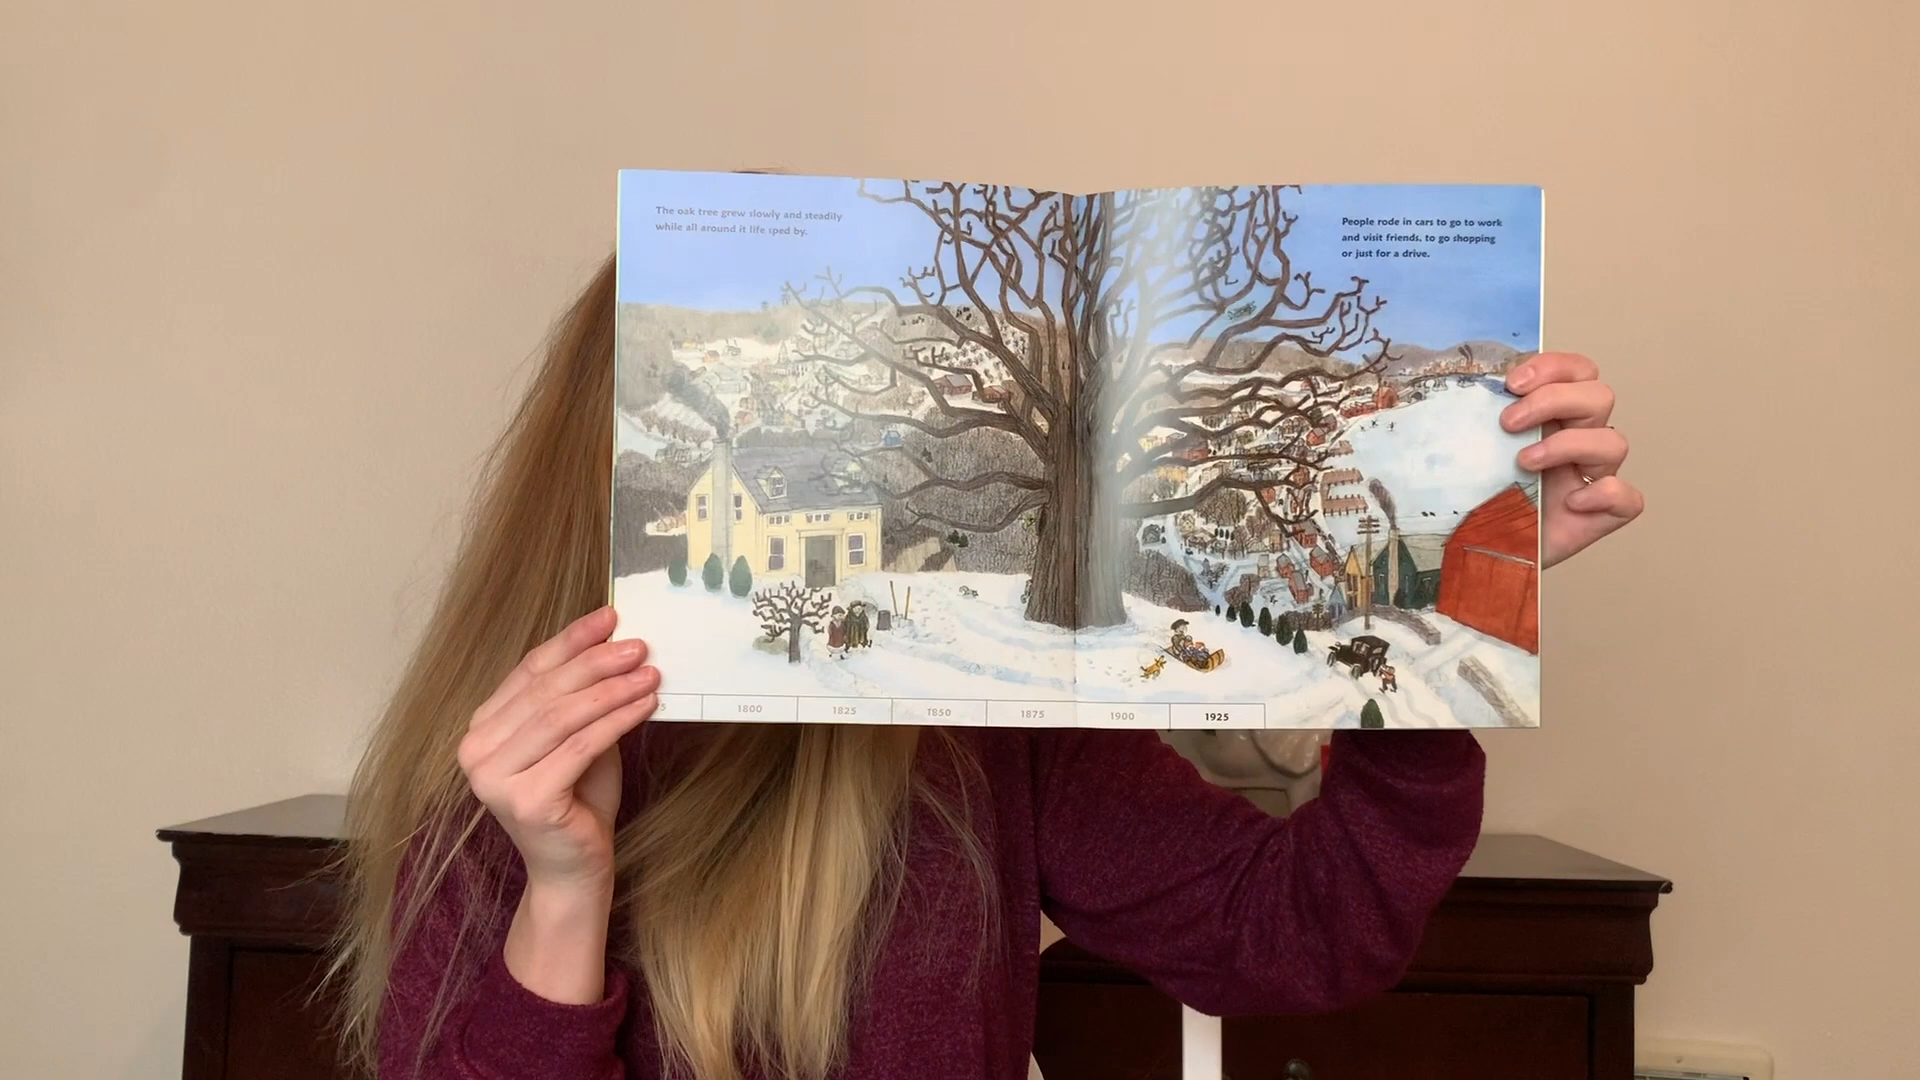 The oak tree grew slowly and steadily
while all around it life sped by.
People rode in cars to go to work
and visit friends, to go shopping
or just for a drive.
5 1800 1825 1850 1875 1900 1925